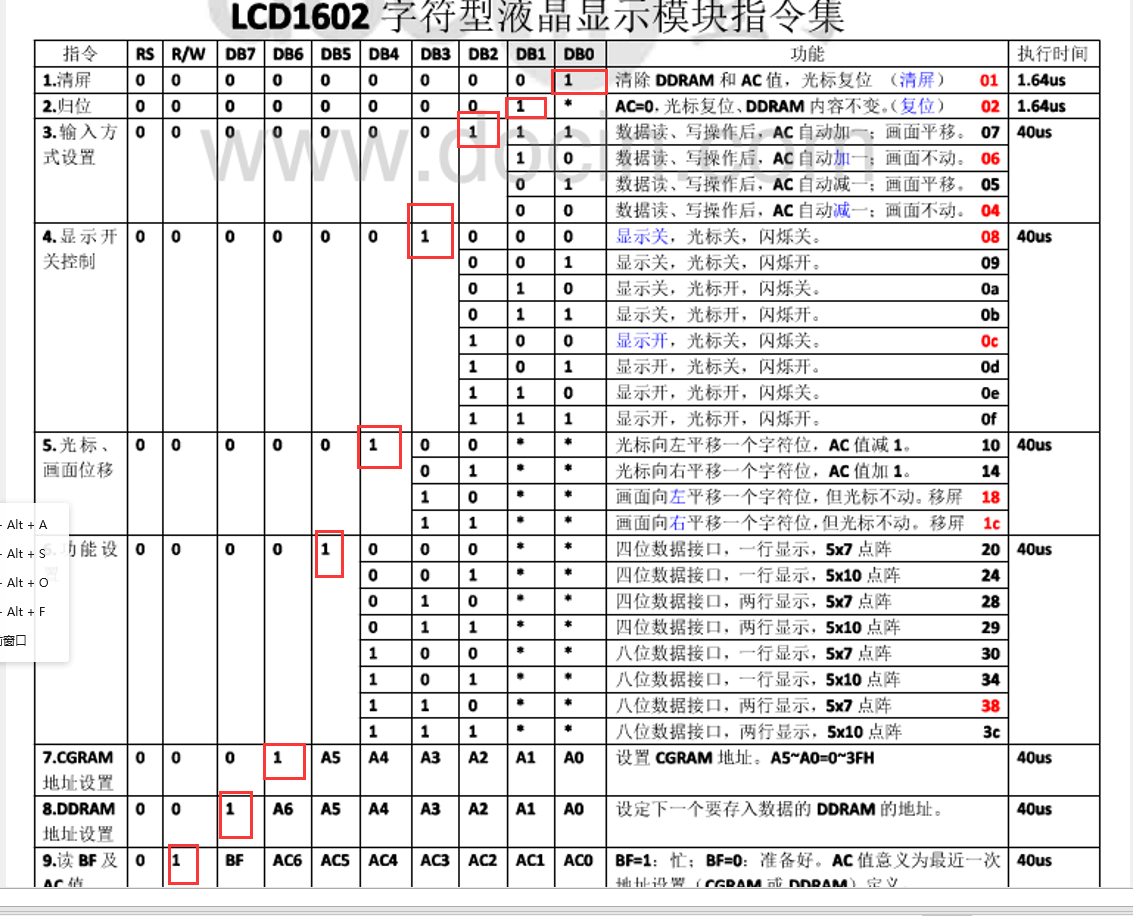 LCD1602 字符型液晶显示模块指令集
指令 RS R/W DB7 DB6 DB5 DB4 DB3 DB2 DB1 DB0 功能 执行时间
1.清屏 0 0 0 0 0 0 0 0 0 1 清除 DDRAM 和 AC 值，光标复位 （清屏） 01 1.64us
2.归位 0 0 0 0 0 0 0 0 1 * AC=0，光标复位、DDRAM 内容不变。（复位） 02 1.64us
3.输入方 0 0 0 0 0 0 0 1 1 1 数据读、写操作后，AC 自动加一；画面平移。 07 40us
式设置 1 0 数据读、写操作后，AC 自动加一；画面不动。 06
0 1 数据读、写操作后，AC 自动减一；画面平移。 05
0 0 数据读、写操作后，AC 自动减一；画面不动。 04
www.docin.com
4.显示开 0 0 0 0 0 0 1 0 0 0 显示关，光标关，闪烁关。 08 40us
关控制 0 0 1 显示关，光标关，闪烁开。 09
0 1 0 显示关，光标开，闪烁关。 0a
0 1 1 显示关，光标开，闪烁开。 0b
1 0 0 显示开，光标关，闪烁关。 0c
1 0 1 显示开，光标关，闪烁开。 0d
1 1 0 显示开，光标开，闪烁关。 0e
1 1 1 显示开，光标开，闪烁开。 0f
5.光标、 0 0 0 0 0 1 0 0 * * 光标向左平移一个字符位，AC 值减 1。 10 40us
画面位移 0 1 * * 光标向右平移一个字符位，AC 值加 1。 14
1 0 * * 画面向左平移一个字符位，但光标不动。移屏 18
1 1 * * 画面向右平移一个字符位，但光标不动。移屏 1c
- Alt + A
- Alt + S
- Alt + O
- Alt + F
窗口
6.功能设 0 0 0 0 1 0 0 0 * * 四位数据接口，一行显示，5x7 点阵 20 40us
置 0 0 1 * * 四位数据接口，一行显示，5x10 点阵 24
0 1 0 * * 四位数据接口，两行显示，5x7 点阵 28
0 1 1 * * 四位数据接口，两行显示，5x10 点阵 29
1 0 0 * * 八位数据接口，一行显示，5x7 点阵 30
1 0 1 * * 八位数据接口，一行显示，5x10 点阵 34
1 1 0 * * 八位数据接口，两行显示，5x7 点阵 38
1 1 1 * * 八位数据接口，两行显示，5x10 点阵 3c
7.CGRAM 0 0 0 1 A5 A4 A3 A2 A1 A0 设置 CGRAM 地址。A5~A0=0~3FH 40us
地址设置
8.DDRAM 0 0 1 A6 A5 A4 A3 A2 A1 A0 设定下一个要存入数据的 DDRAM 的地址。 40us
地址设置
9.读 BF 及 0 1 BF AC6 AC5 AC4 AC3 AC2 AC1 AC0 BF=1：忙；BF=0：准备好。AC 值意义为最近一次 40us
AC 值 地址设置（CGRAM 或 DDRAM）定义。